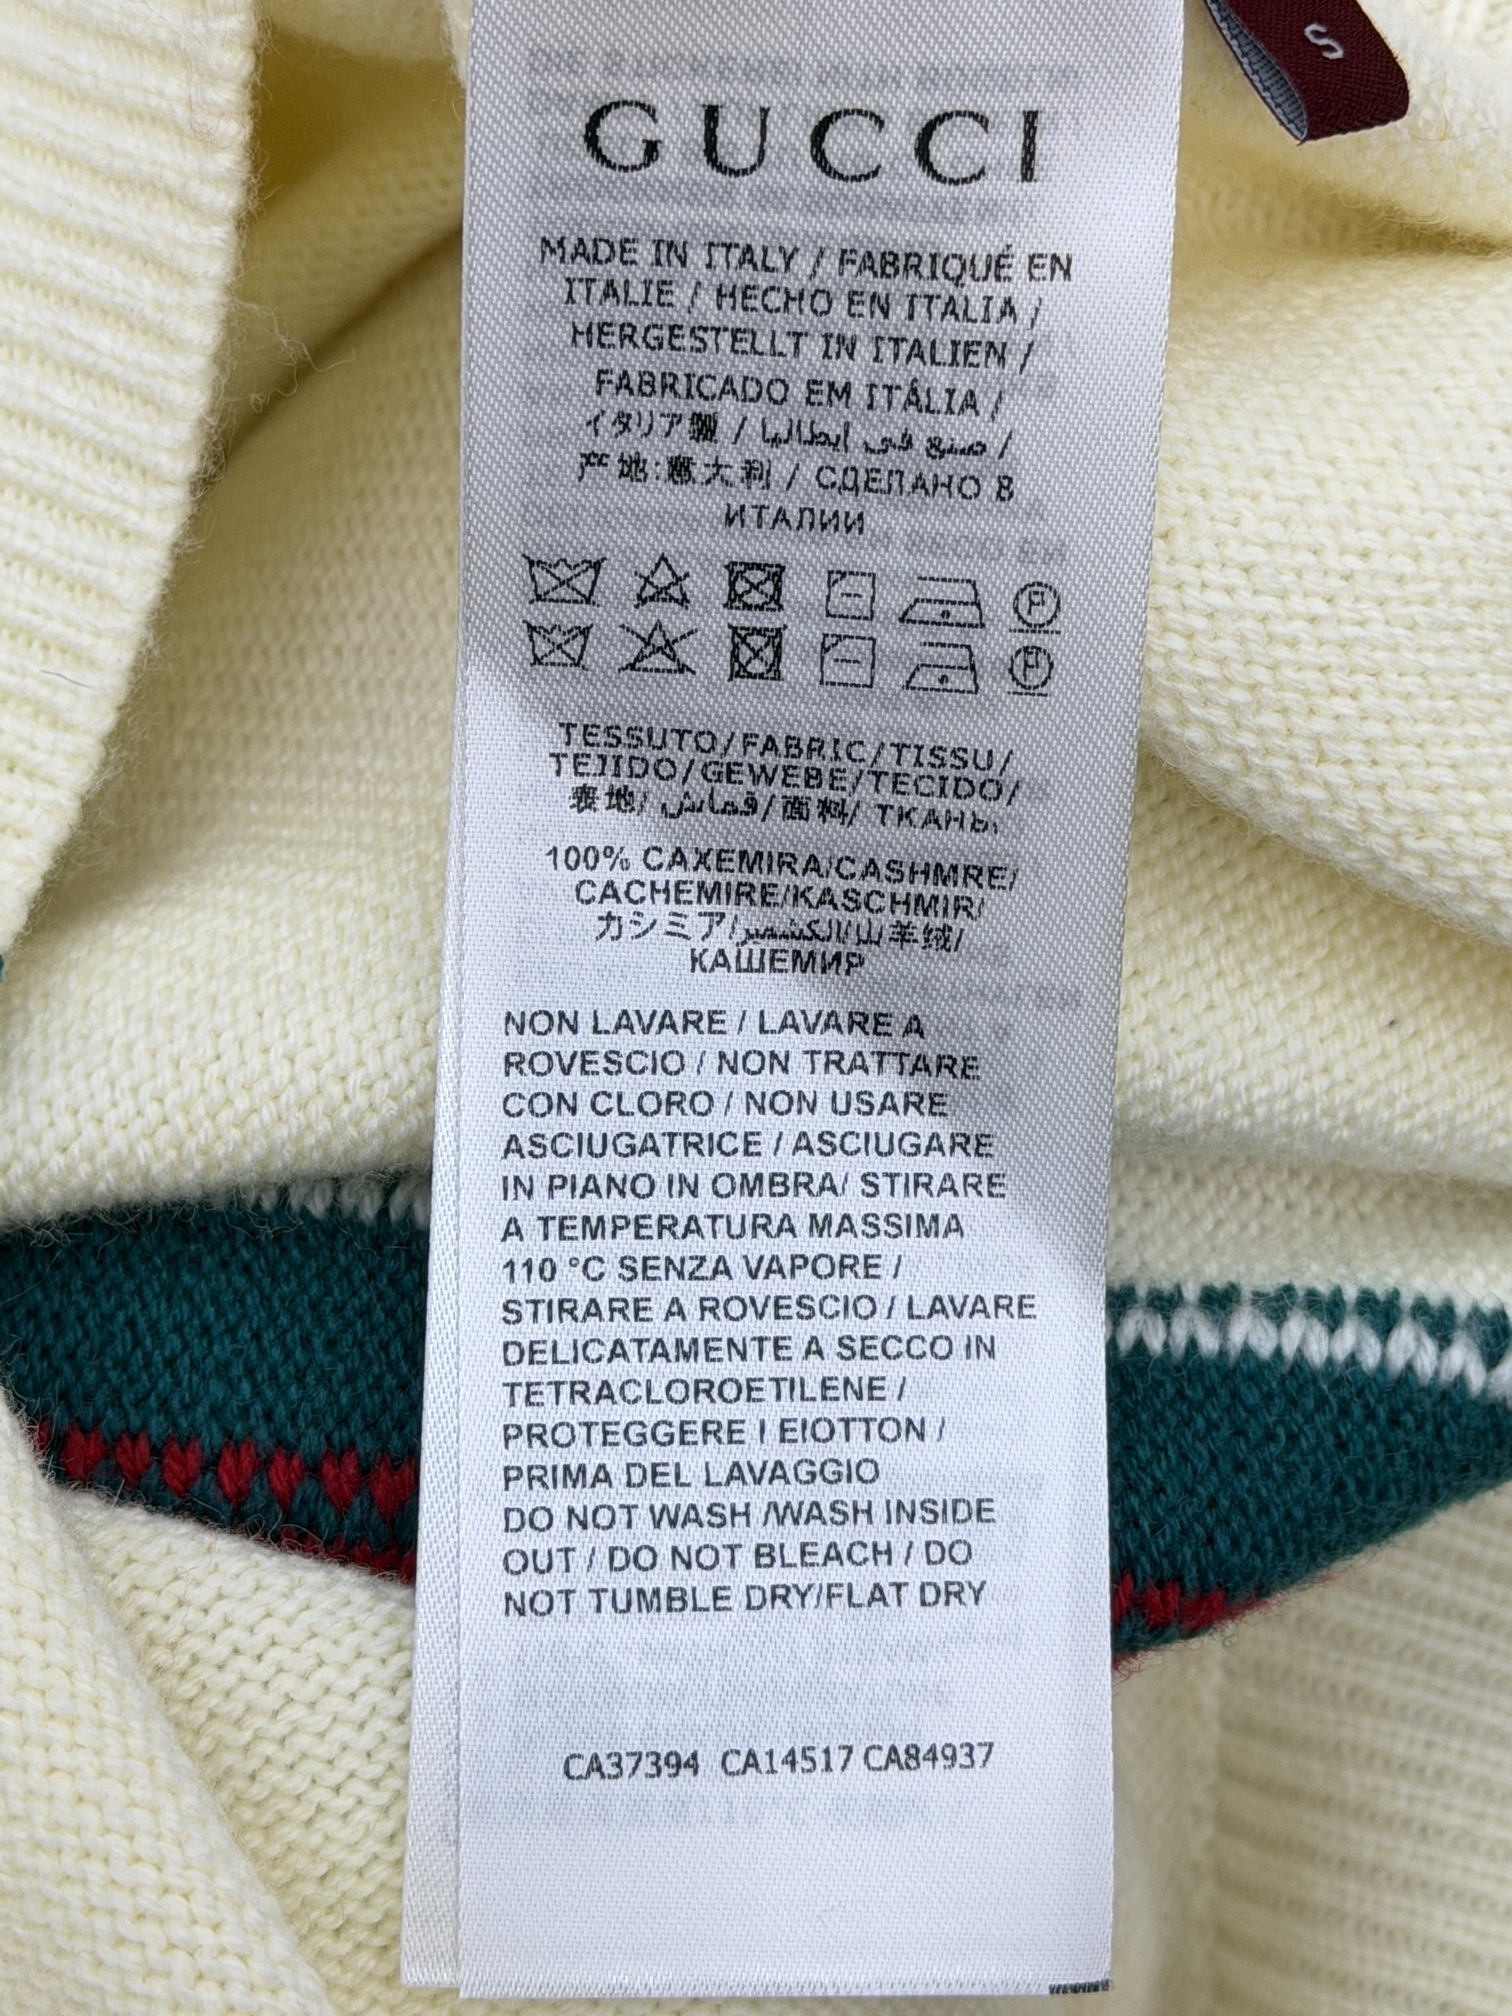 S
GUCCI
MADE IN ITALY / FABRIQUÉ EN
ITALIE / HECHO EN ITALIA /
HERGESTELLT IN ITALIEN /
FABRICADO EM ITÁLIA /
イタリア製 / صنع في إيطاليا /
产地:意大利 / СДЕЛАНО В
ИТАЛИИ
P
P
TESSUTO/FABRIC/TISSU/
TEJIDO/GEWEBE/TECIDO/
表地/ قماش/面料/ ТКАНЬ:
100% CAXEMIRA/CASHMRE/
CACHEMIRE/KASCHMIR/
カシミア/الكشمير/山羊绒/
КАШЕМИР
NON LAVARE / LAVARE A
ROVESCIO / NON TRATTARE
CON CLORO / NON USARE
ASCIUGATRICE / ASCIUGARE
IN PIANO IN OMBRA/ STIRARE
A TEMPERATURA MASSIMA
110 °C SENZA VAPORE /
STIRARE A ROVESCIO / LAVARE
DELICATAMENTE A SECCO IN
TETRACLOROETILENE /
PROTEGGERE I EIOTTON /
PRIMA DEL LAVAGGIO
DO NOT WASH /WASH INSIDE
OUT / DO NOT BLEACH / DO
NOT TUMBLE DRY/FLAT DRY
CA37394 CA14517 CA84937